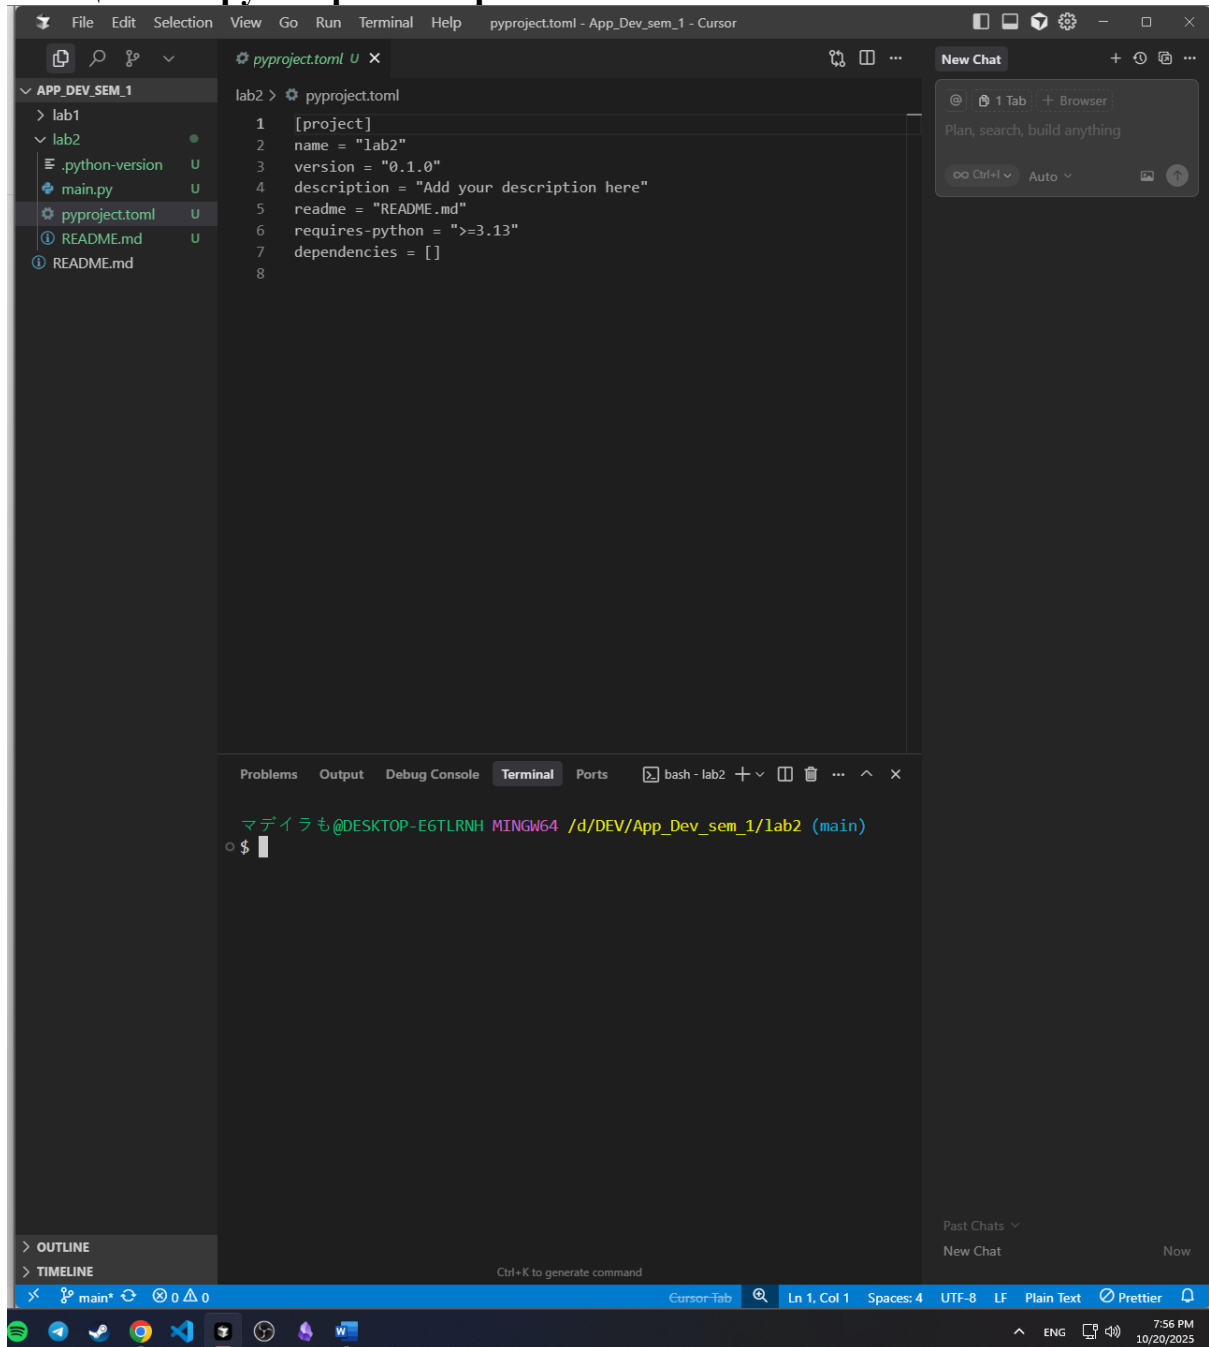 File Edit Selection View Go Run Terminal Help pyproject.toml - App_Dev_sem_1 - Cursor
pyproject.toml U
New Chat
APP_DEV_SEM_1
lab1
lab2
.python-version U
main.py U
pyproject.toml U
README.md U
README.md
lab2 > pyproject.toml
1 [project]
2 name = "lab2"
3 version = "0.1.0"
4 description = "Add your description here"
5 readme = "README.md"
6 requires-python = ">=3.13"
7 dependencies = []
8
@ 1 Tab + Browser
Plan, search, build anything
∞ Ctrl+I Auto
Problems Output Debug Console Terminal Ports bash - lab2
マデイラも@DESKTOP-E6TLRNH MINGW64 /d/DEV/App_Dev_sem_1/lab2 (main)
$
Past Chats
New Chat Now
OUTLINE
TIMELINE
Ctrl+K to generate command
main* 0 0 Cursor Tab Ln 1, Col 1 Spaces: 4 UTF-8 LF Plain Text Prettier
ENG 7:56 PM
10/20/2025